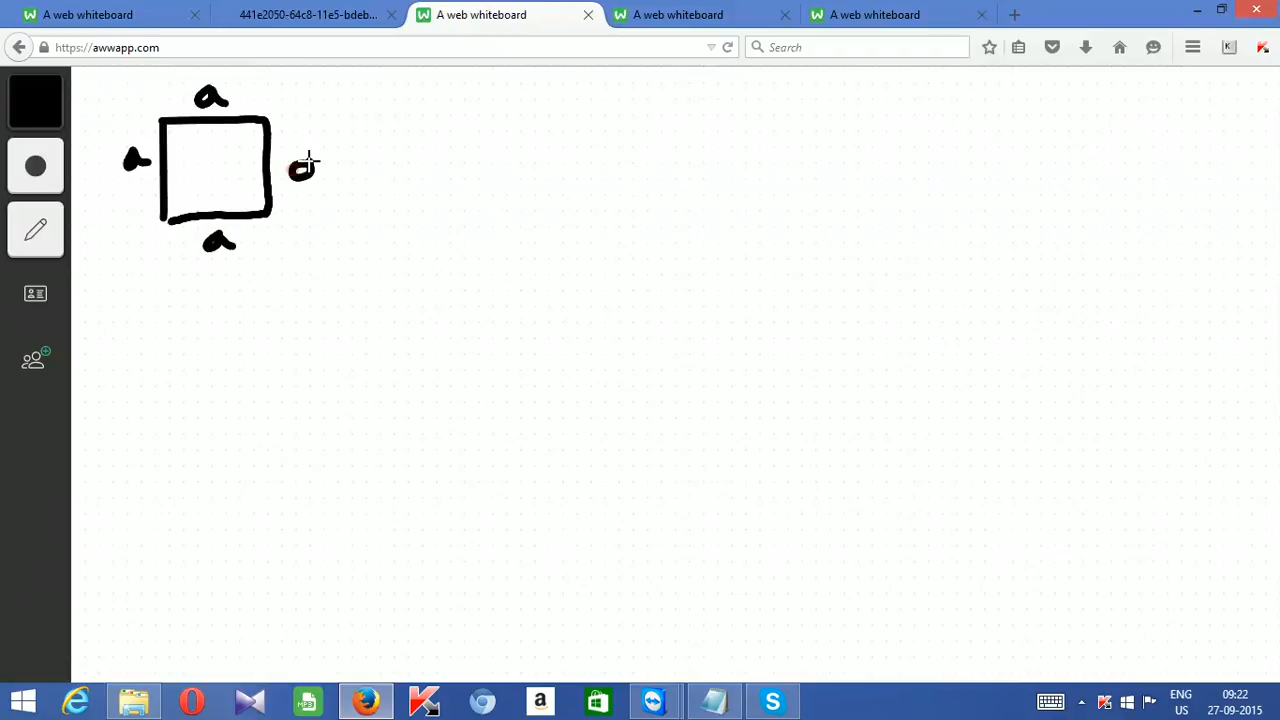 A web whiteboard
441e2050-64c8-11e5-bdeb...
A web whiteboard
A web whiteboard
A web whiteboard
https://awwapp.com
Search
K
a
a
a
a
MP3
a
ENG
US
09:22
27-09-2015